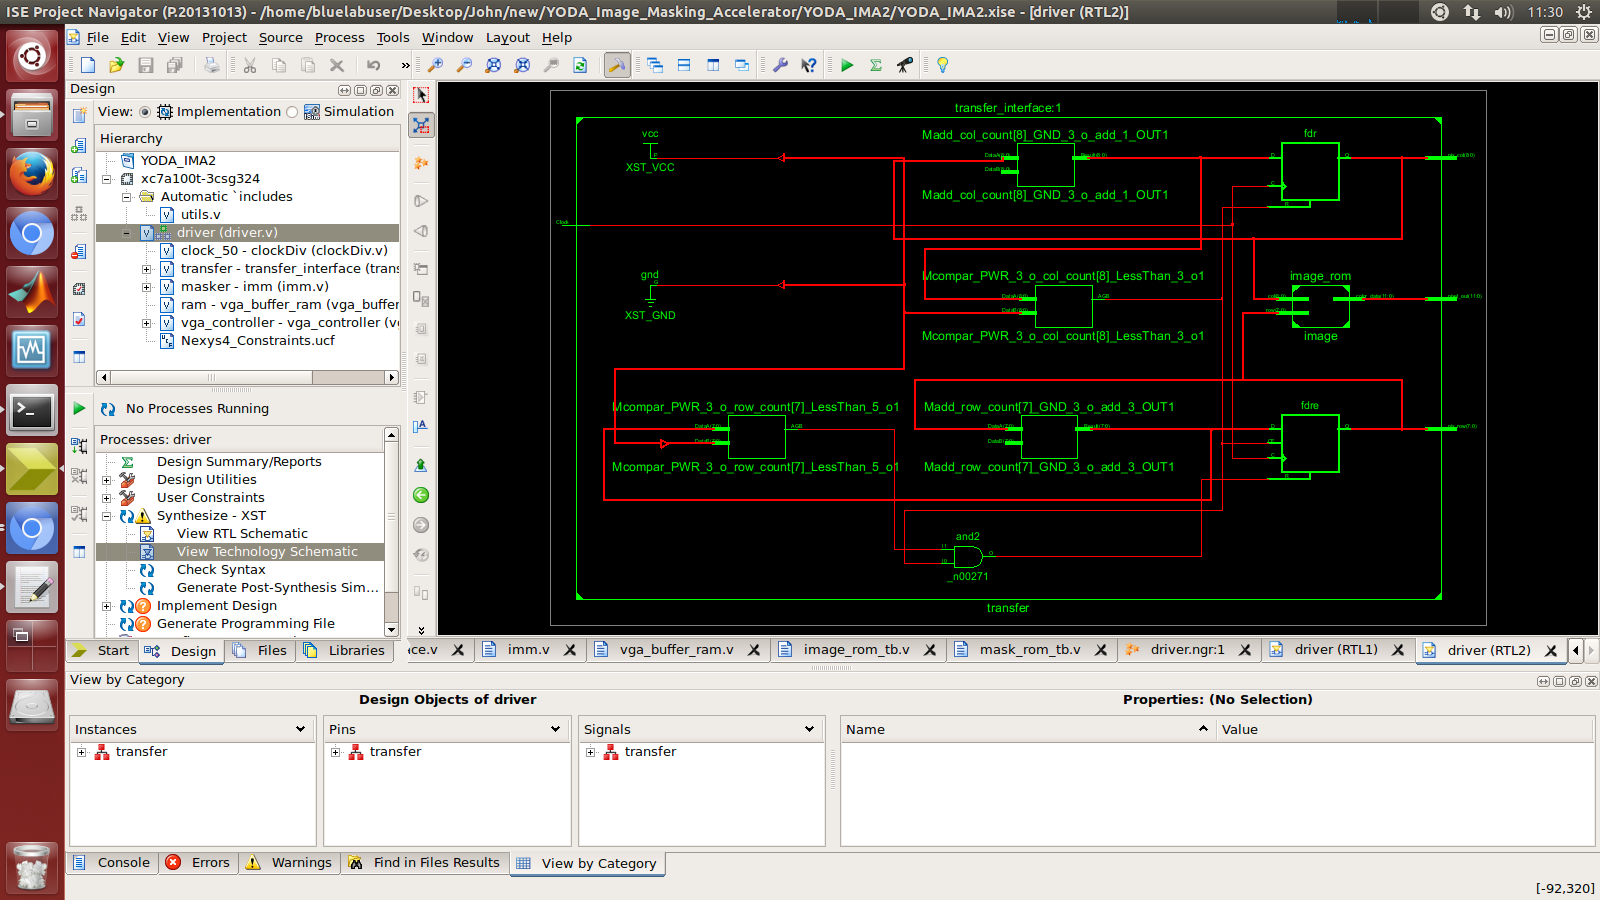 ISE Project Navigator (P.20131013) - /home/bluelabuser/Desktop/John/new/YODA_Image_Masking_Accelerator/YODA_IMA2/YODA_IMA2.xise - [driver (RTL2)]
11:30
File Edit View Project Source Process Tools Window Layout Help
»
Design
View: Implementation Simulation
Hierarchy
YODA_IMA2
xc7a100t-3csg324
Automatic `includes
utils.v
driver (driver.v)
clock_50 - clockDiv (clockDiv.v)
transfer - transfer_interface (trans
masker - imm (imm.v)
ram - vga_buffer_ram (vga_buffer
vga_controller - vga_controller (v
Nexys4_Constraints.ucf
No Processes Running
Processes: driver
Design Summary/Reports
Design Utilities
User Constraints
Synthesize - XST
View RTL Schematic
View Technology Schematic
Check Syntax
Generate Post-Synthesis Sim...
Implement Design
Generate Programming File
Start Design Files Libraries
transfer_interface:1
vcc
XST_VCC
Madd_col_count[8]_GND_3_o_add_1_OUT1
Madd_col_count[8]_GND_3_o_add_1_OUT1
fdr
Clock
gnd
XST_GND
Mcompar_PWR_3_o_col_count[8]_LessThan_3_o1
AGB
Mcompar_PWR_3_o_col_count[8]_LessThan_3_o1
image_rom
image
Mcompar_PWR_3_o_row_count[7]_LessThan_5_o1
AGB
Mcompar_PWR_3_o_row_count[7]_LessThan_5_o1
Madd_row_count[7]_GND_3_o_add_3_OUT1
Madd_row_count[7]_GND_3_o_add_3_OUT1
fdre
and2
_n00271
transfer
ce.v imm.v vga_buffer_ram.v image_rom_tb.v mask_rom_tb.v driver.ngr:1 driver (RTL1) driver (RTL2)
View by Category
Design Objects of driver
Properties: (No Selection)
Instances Pins Signals Name Value
transfer transfer transfer
Console Errors Warnings Find in Files Results View by Category
[-92,320]